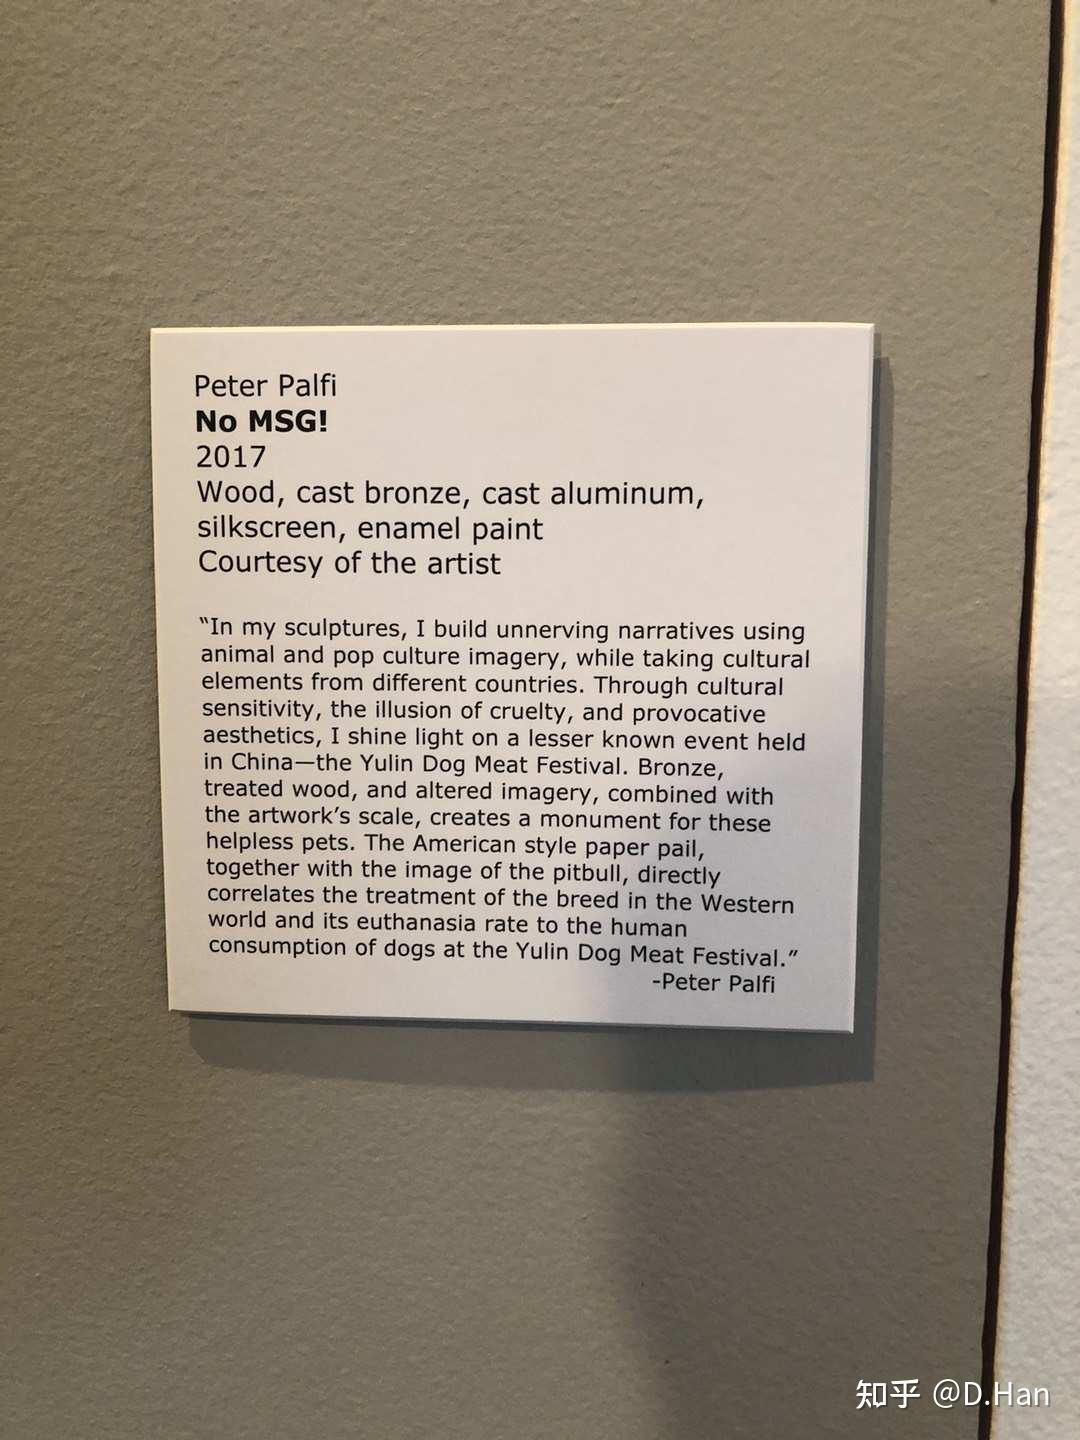 Peter Palfi
No MSG!
2017
Wood, cast bronze, cast aluminum,
silkscreen, enamel paint
Courtesy of the artist
“In my sculptures, I build unnerving narratives using
animal and pop culture imagery, while taking cultural
elements from different countries. Through cultural
sensitivity, the illusion of cruelty, and provocative
aesthetics, I shine light on a lesser known event held
in China—the Yulin Dog Meat Festival. Bronze,
treated wood, and altered imagery, combined with
the artwork’s scale, creates a monument for these
helpless pets. The American style paper pail,
together with the image of the pitbull, directly
correlates the treatment of the breed in the Western
world and its euthanasia rate to the human
consumption of dogs at the Yulin Dog Meat Festival.”
-Peter Palfi
知乎 @D.Han